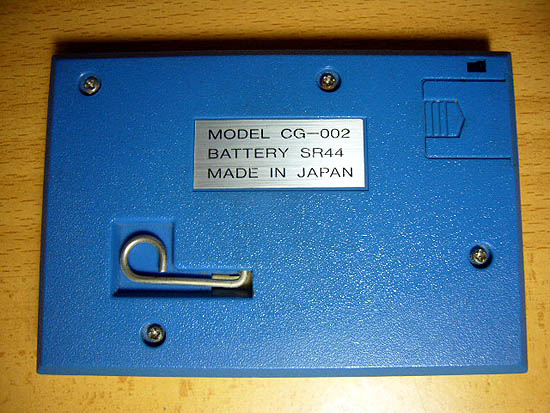 MODEL CG-002
BATTERY SR44
MADE IN JAPAN